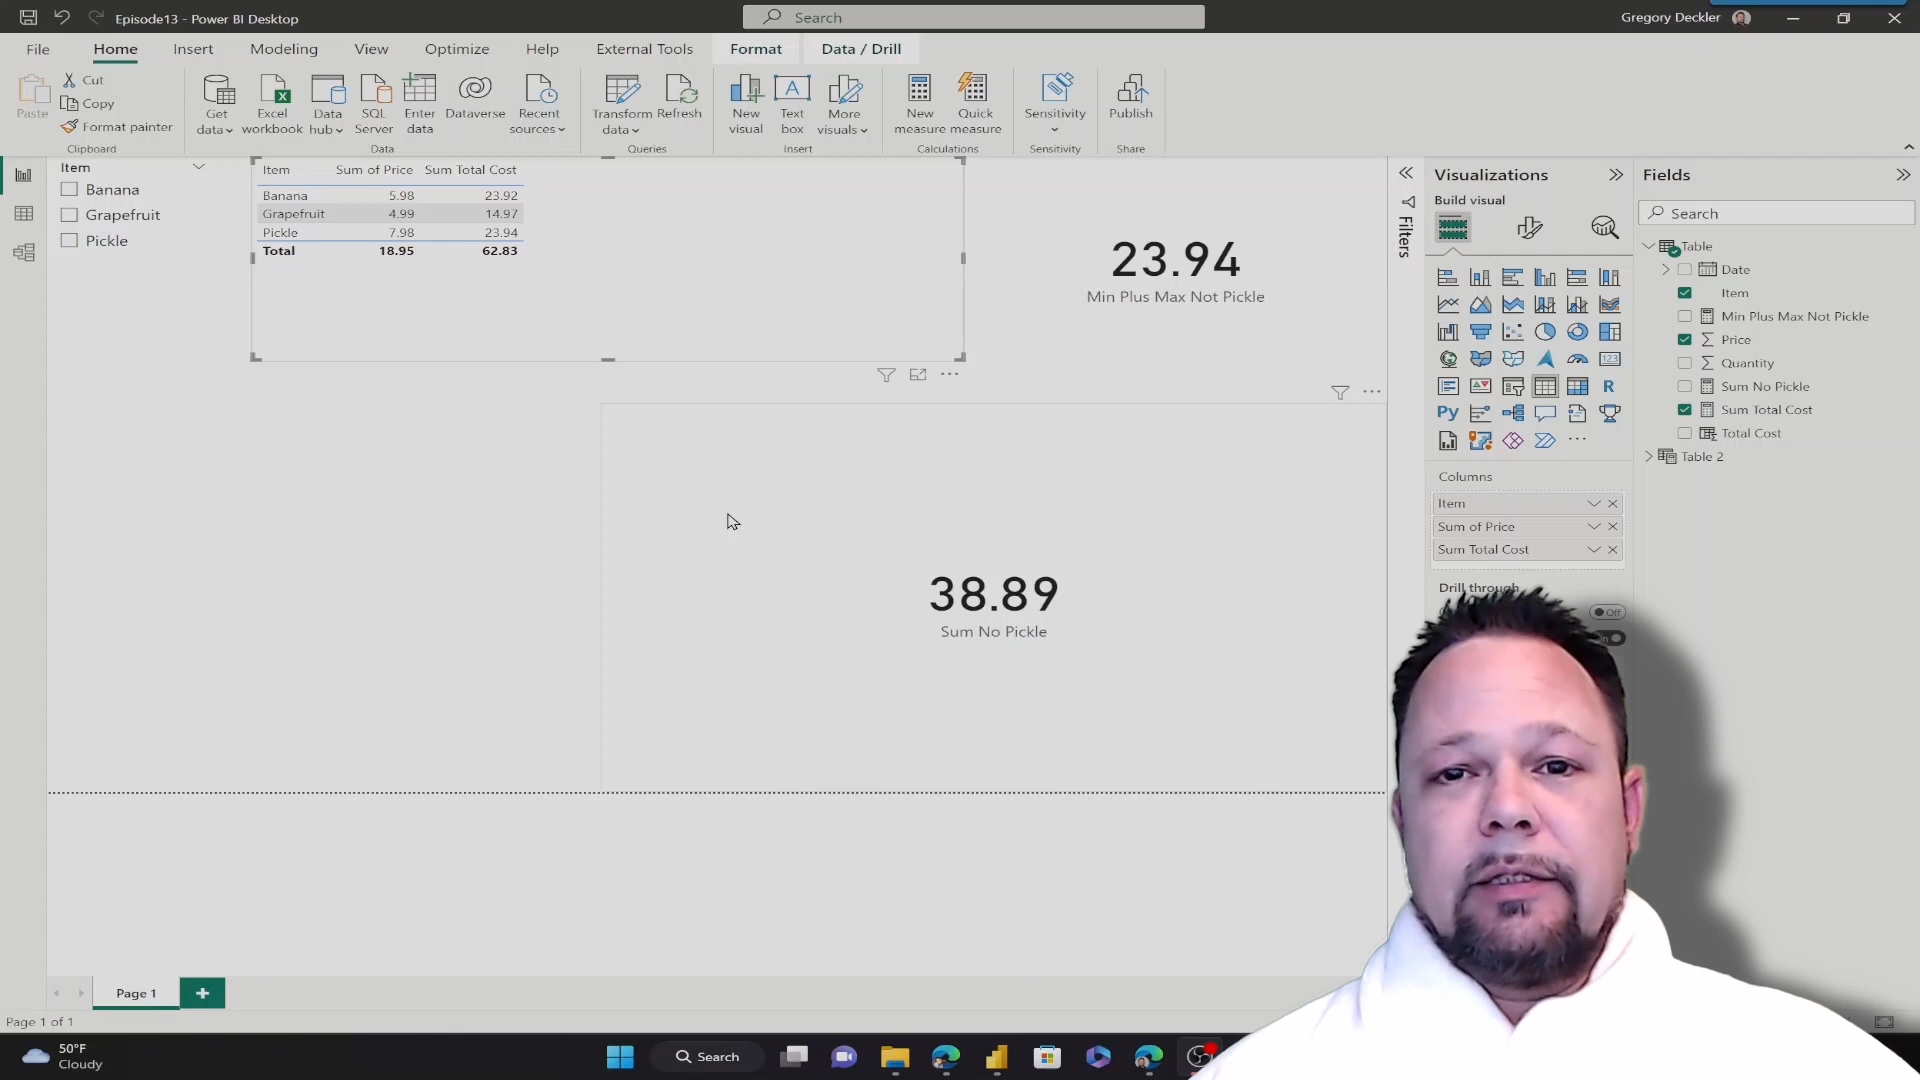 Episode13 - Power BI Desktop
Search
Gregory Deckler
File
Home
Insert
Modeling
View
Optimize
Help
External Tools
Format
Data / Drill
Paste
Cut
Copy
Format painter
Clipboard
Get data
Excel workbook
Data hub
SQL Server
Enter data
Dataverse
Recent sources
Data
Transform data
Refresh
Queries
New visual
Text box
More visuals
Insert
New measure
Quick measure
Calculations
Sensitivity
Sensitivity
Publish
Share
Item
Banana
Grapefruit
Pickle
Item Sum of Price Sum Total Cost
Banana 5.98 23.92
Grapefruit 4.99 14.97
Pickle 7.98 23.94
Total 18.95 62.83
23.94
Min Plus Max Not Pickle
38.89
Sum No Pickle
Filters
Visualizations
Build visual
123
R
Py
Columns
Item
Sum of Price
Sum Total Cost
Drill through
Off
Fields
Search
Table
Date
Item
Min Plus Max Not Pickle
Price
Quantity
Sum No Pickle
Sum Total Cost
Total Cost
Table 2
Page 1
Page 1 of 1
50°F
Cloudy
Search